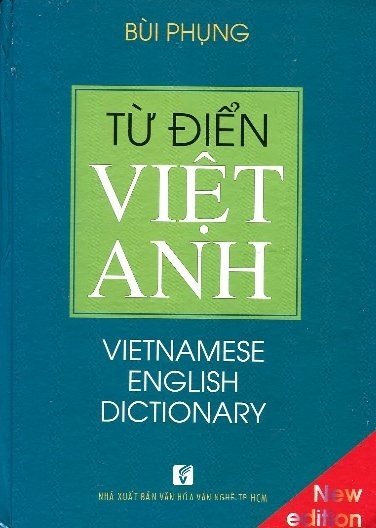 BÙI PHỤNG
TỪ ĐIỂN
VIỆT
ANH
VIETNAMESE
ENGLISH
DICTIONARY
NHÀ XUẤT BẢN VĂN HÓA VĂN NGHỆ-TP HCM
New
edition